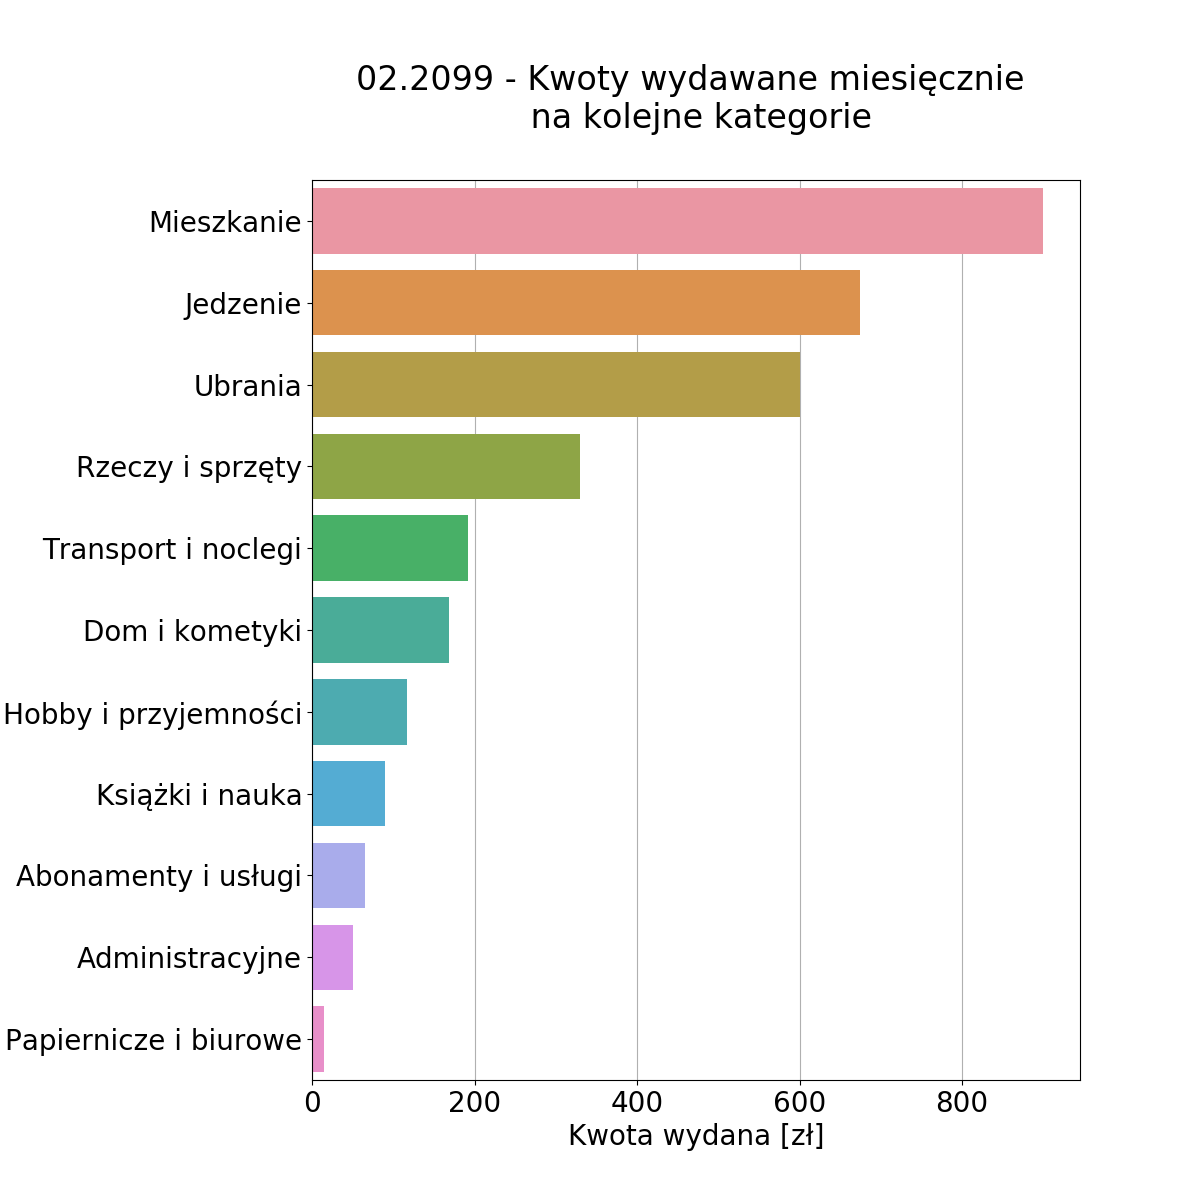 02.2099 - Kwoty wydawane miesięcznie
na kolejne kategorie
Mieszkanie
Jedzenie
Ubrania
Rzeczy i sprzęty
Transport i noclegi
Dom i kometyki
Hobby i przyjemności
Książki i nauka
Abonamenty i usługi
Administracyjne
Papiernicze i biurowe
0 200 400 600 800
Kwota wydana [zł]